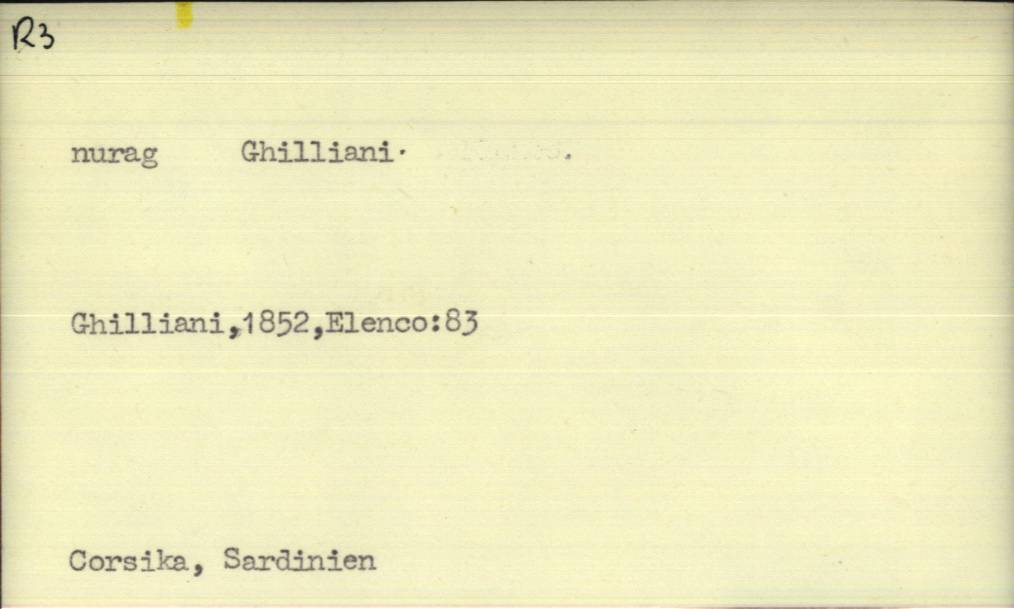 R3
nurag Ghilliani.
Ghilliani,1852,Elenco:83
Corsika, Sardinien